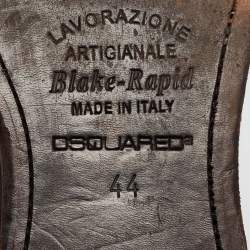 LAVORAZIONE
ARTIGIANALE
Blake-Rapid
MADE IN ITALY
DSQUARED2
44